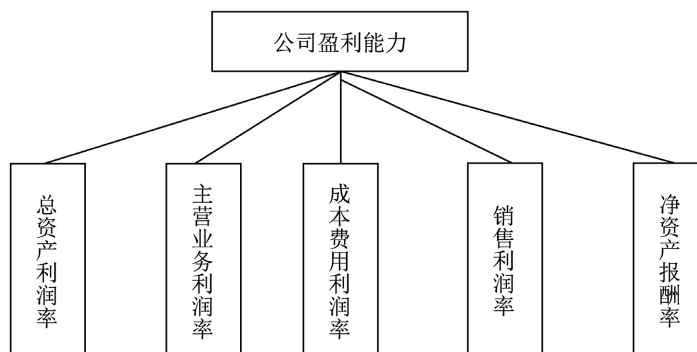 公司盈利能力
总资产利润率
主营业务利润率
成本费用利润率
销售利润率
净资产报酬率